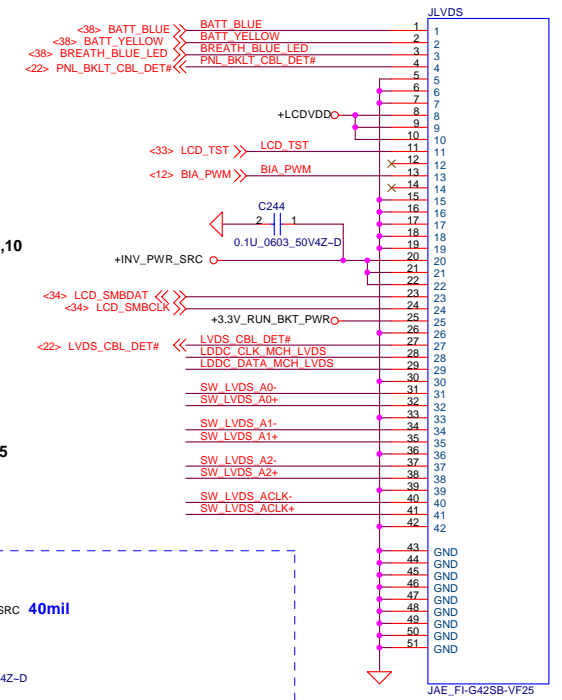 JLVDS
<38> BATT_BLUE BATT_BLUE 1 1
<38> BATT_YELLOW BATT_YELLOW 2 2
<38> BREATH_BLUE_LED BREATH_BLUE_LED 3 3
<22> PNL_BKLT_CBL_DET# PNL_BKLT_CBL_DET# 4 4
5 5
6 6
7 7
+LCDVDD 8 8
9 9
10 10
<33> LCD_TST LCD_TST 11 11
12 12
<12> BIA_PWM BIA_PWM 13 13
14 14
15 15
C244 16 16
2 1 17 17
,10 0.1U_0603_50V4Z~D 18 18
19 19
+INV_PWR_SRC 20 20
21 21
22 22
<34> LCD_SMBDAT 23 23
<34> LCD_SMBCLK 24 24
+3.3V_RUN_BKT_PWR 25 25
26 26
<22> LVDS_CBL_DET# LVDS_CBL_DET# 27 27
LDDC_CLK_MCH_LVDS 28 28
LDDC_DATA_MCH_LVDS 29 29
30 30
SW_LVDS_A0- 31 31
SW_LVDS_A0+ 32 32
33 33
SW_LVDS_A1- 34 34
SW_LVDS_A1+ 35 35
5 36 36
SW_LVDS_A2- 37 37
SW_LVDS_A2+ 38 38
39 39
SW_LVDS_ACLK- 40 40
SW_LVDS_ACLK+ 41 41
42 42
43 GND
44 GND
45 GND
46 GND
47 GND
SRC 40mil 48 GND
49 GND
50 GND
51 GND
4Z~D
JAE_FI-G42SB-VF25